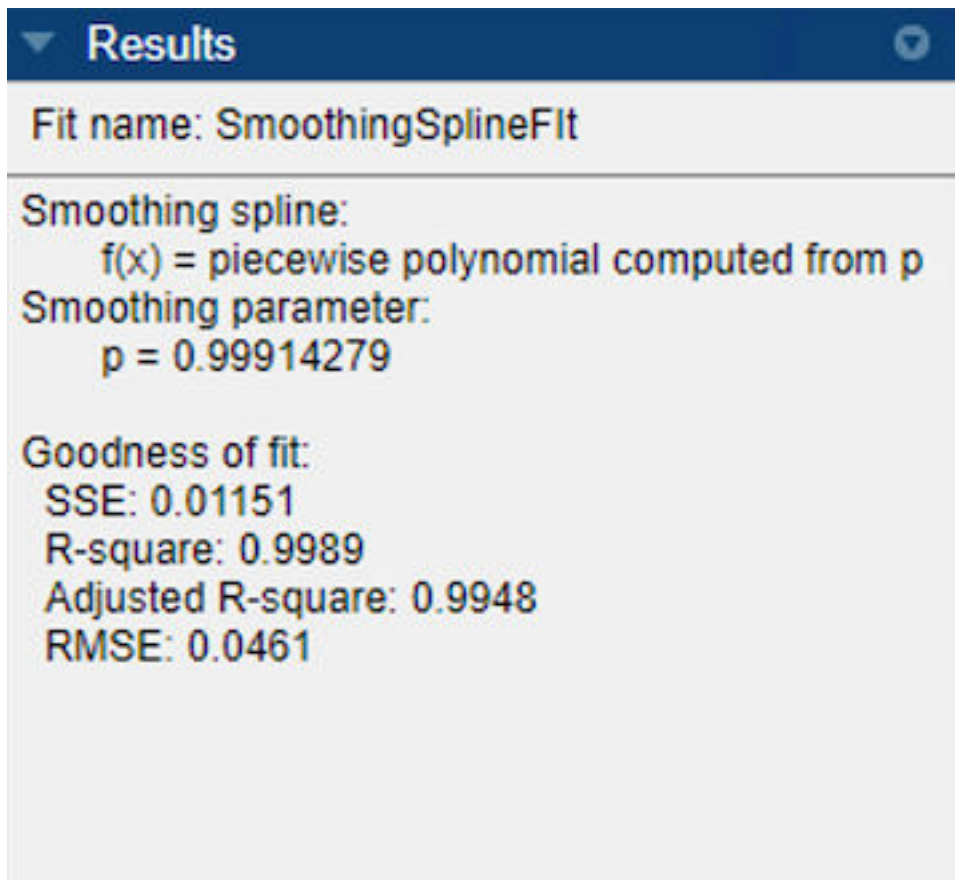 Results
Fit name: SmoothingSplineFIt
Smoothing spline:
f(x) = piecewise polynomial computed from p
Smoothing parameter:
p = 0.99914279
Goodness of fit:
SSE: 0.01151
R-square: 0.9989
Adjusted R-square: 0.9948
RMSE: 0.0461